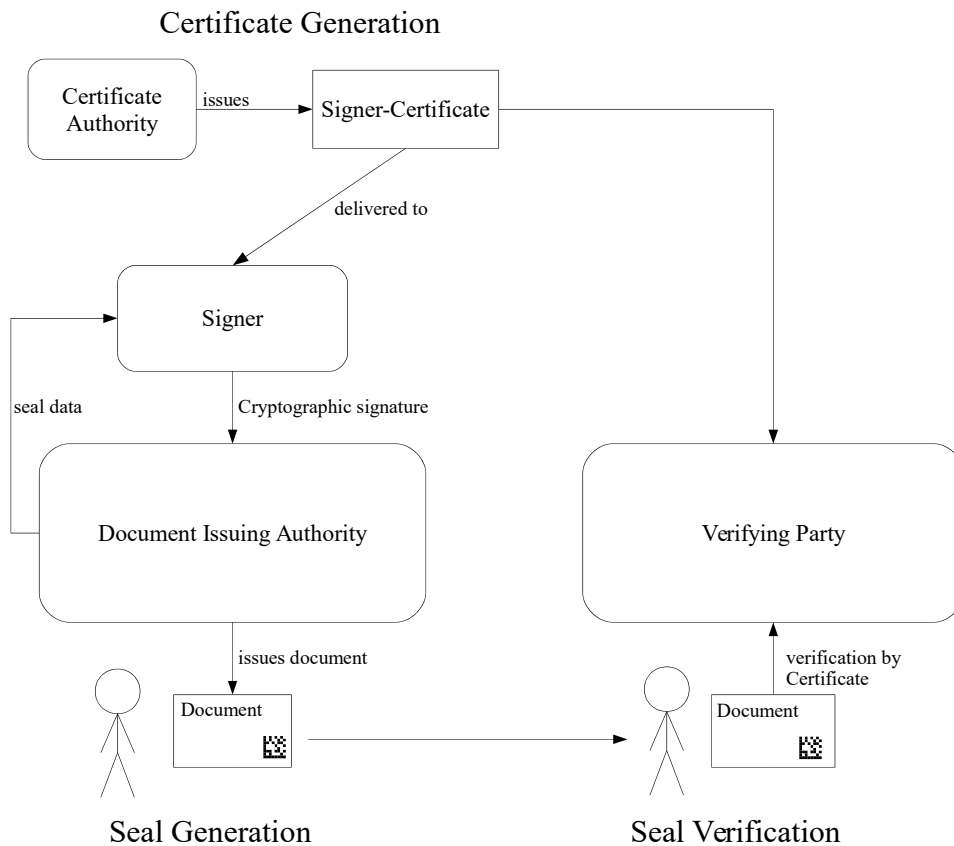 Certificate Generation
Certificate
Authority
issues
Signer-Certificate
delivered to
Signer
seal data
Cryptographic signature
Document Issuing Authority
Verifying Party
issues document
verification by
Certificate
Document
Document
Seal Generation
Seal Verification